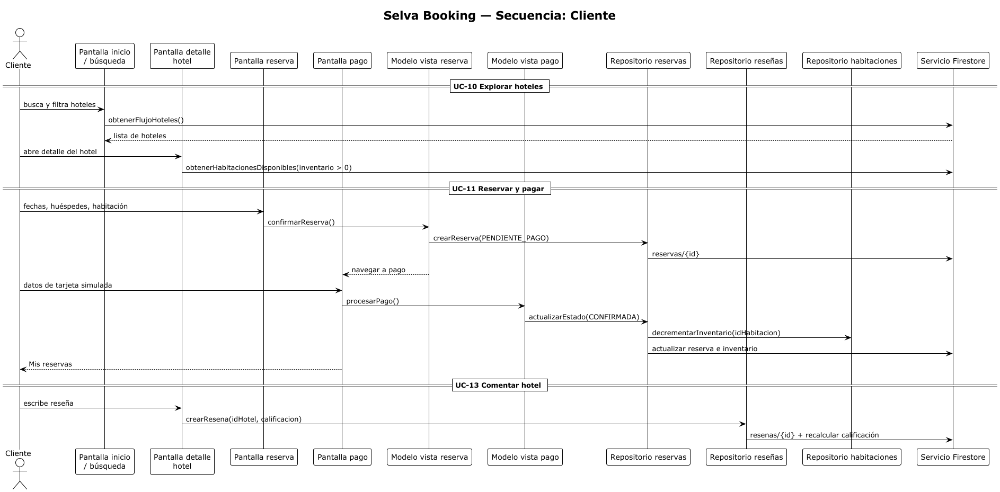 Selva Booking — Secuencia: Cliente
Cliente
Pantalla inicio
/ búsqueda
Pantalla detalle
hotel
Pantalla reserva
Pantalla pago
Modelo vista reserva
Modelo vista pago
Repositorio reservas
Repositorio reseñas
Repositorio habitaciones
Servicio Firestore
UC-10 Explorar hoteles
busca y filtra hoteles
obtenerFlujoHoteles()
lista de hoteles
abre detalle del hotel
obtenerHabitacionesDisponibles(inventario > 0)
UC-11 Reservar y pagar
fechas, huéspedes, habitación
confirmarReserva()
crearReserva(PENDIENTE_PAGO)
reservas/{id}
navegar a pago
datos de tarjeta simulada
procesarPago()
actualizarEstado(CONFIRMADA)
decrementarInventario(idHabitacion)
actualizar reserva e inventario
Mis reservas
UC-13 Comentar hotel
escribe reseña
crearResena(idHotel, calificacion)
resenas/{id} + recalcular calificación
Cliente
Pantalla inicio
/ búsqueda
Pantalla detalle
hotel
Pantalla reserva
Pantalla pago
Modelo vista reserva
Modelo vista pago
Repositorio reservas
Repositorio reseñas
Repositorio habitaciones
Servicio Firestore